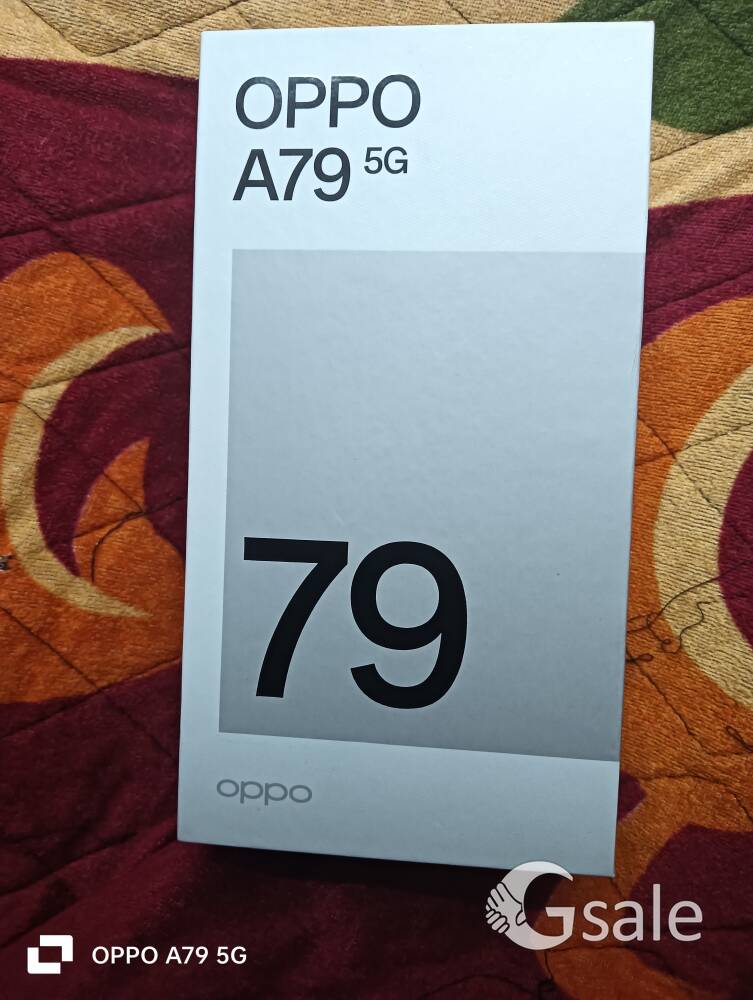 OPPO
A79 5G
79
oppo
Gsale
OPPO A79 5G